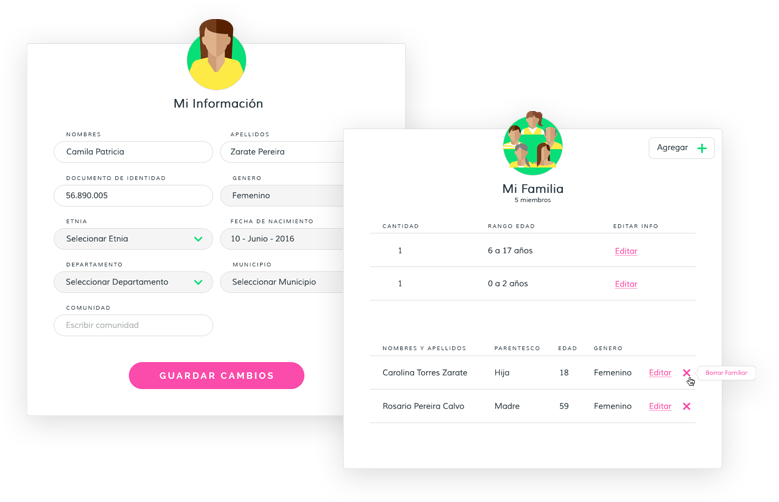 Mi Información
NOMBRES APELLIDOS
Camila Patricia Zarate Pereira
DOCUMENTO DE IDENTIDAD GENERO
56.890.005 Femenino
ETNIA FECHA DE NACIMIENTO
Selecionar Etnia 10 - Junio - 2016
DEPARTAMENTO MUNICIPIO
Seleccionar Departamento Seleccionar Municipio
COMUNIDAD
Escribir comunidad
GUARDAR CAMBIOS
Agregar
Mi Familia
5 miembros
CANTIDAD RANGO EDAD EDITAR INFO
1 6 a 17 años Editar
1 0 a 2 años Editar
NOMBRES Y APELLIDOS PARENTESCO EDAD GENERO
Carolina Torres Zarate Hija 18 Femenino Editar Borrar Familiar
Rosario Pereira Calvo Madre 59 Femenino Editar